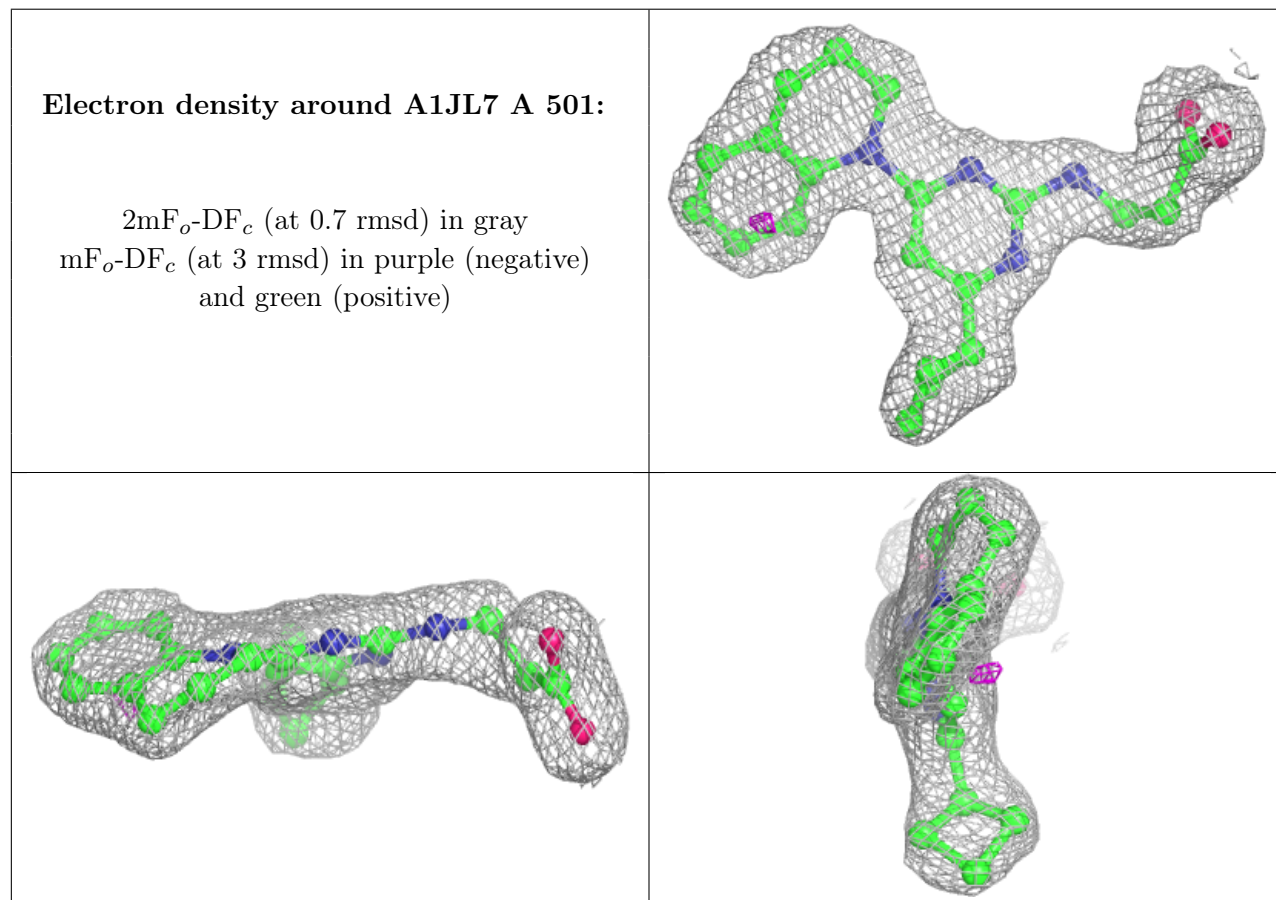 Electron density around A1JL7 A 501:
2mFo-DFc (at 0.7 rmsd) in gray
mFo-DFc (at 3 rmsd) in purple (negative)
and green (positive)